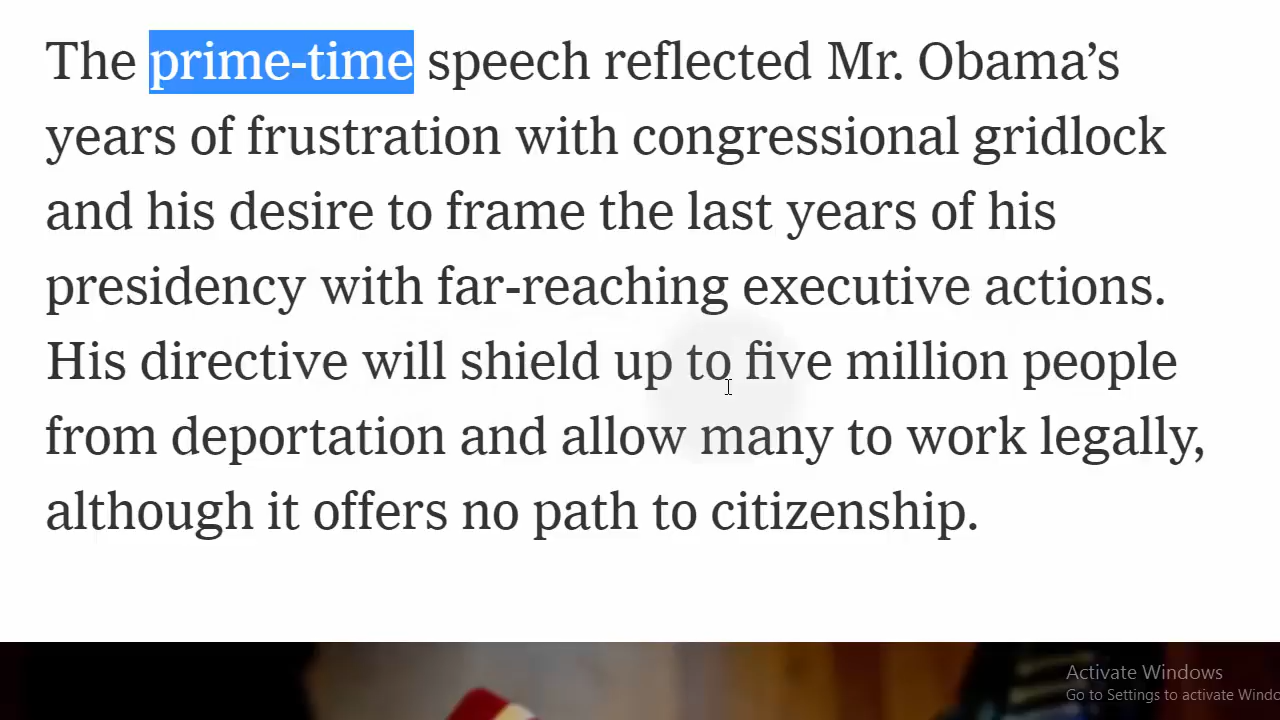 The prime-time speech reflected Mr. Obama’s
years of frustration with congressional gridlock
and his desire to frame the last years of his
presidency with far-reaching executive actions.
His directive will shield up to five million people
from deportation and allow many to work legally,
although it offers no path to citizenship.
Activate Windows
Go to Settings to activate Windo